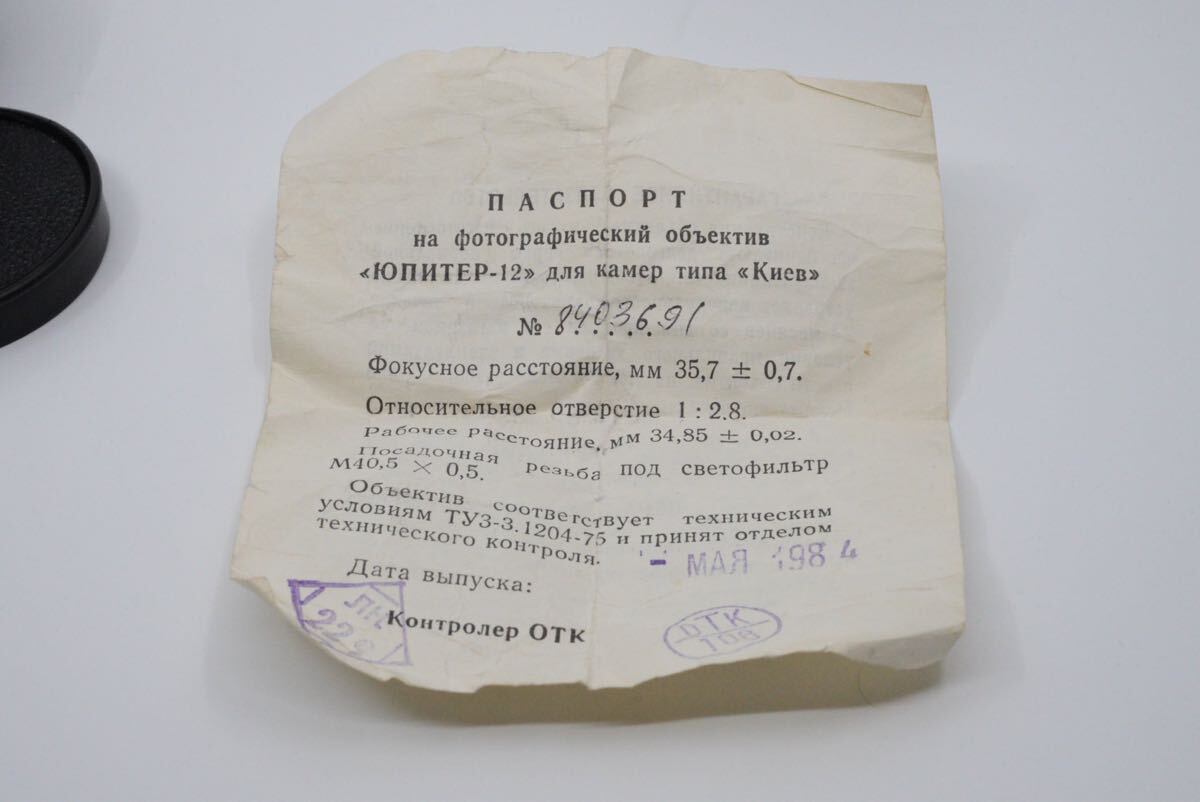 ПАСПОРТ
на фотографический объектив
«ЮПИТЕР-12» для камер типа «Киев»
№ 8403691
Фокусное расстояние, мм 35,7 ± 0,7.
Относительное отверстие 1 : 2.8.
Рабочее расстояние, мм 34,85 ± 0,02.
Посадочная резьба под светофильтр
М40,5 × 0,5.
Объектив соответствует техническим
условиям ТУЗ-3.1204-75 и принят отделом
технического контроля.
- МАЯ 1984
Дата выпуска:
Контролер ОТК
ОТК
108